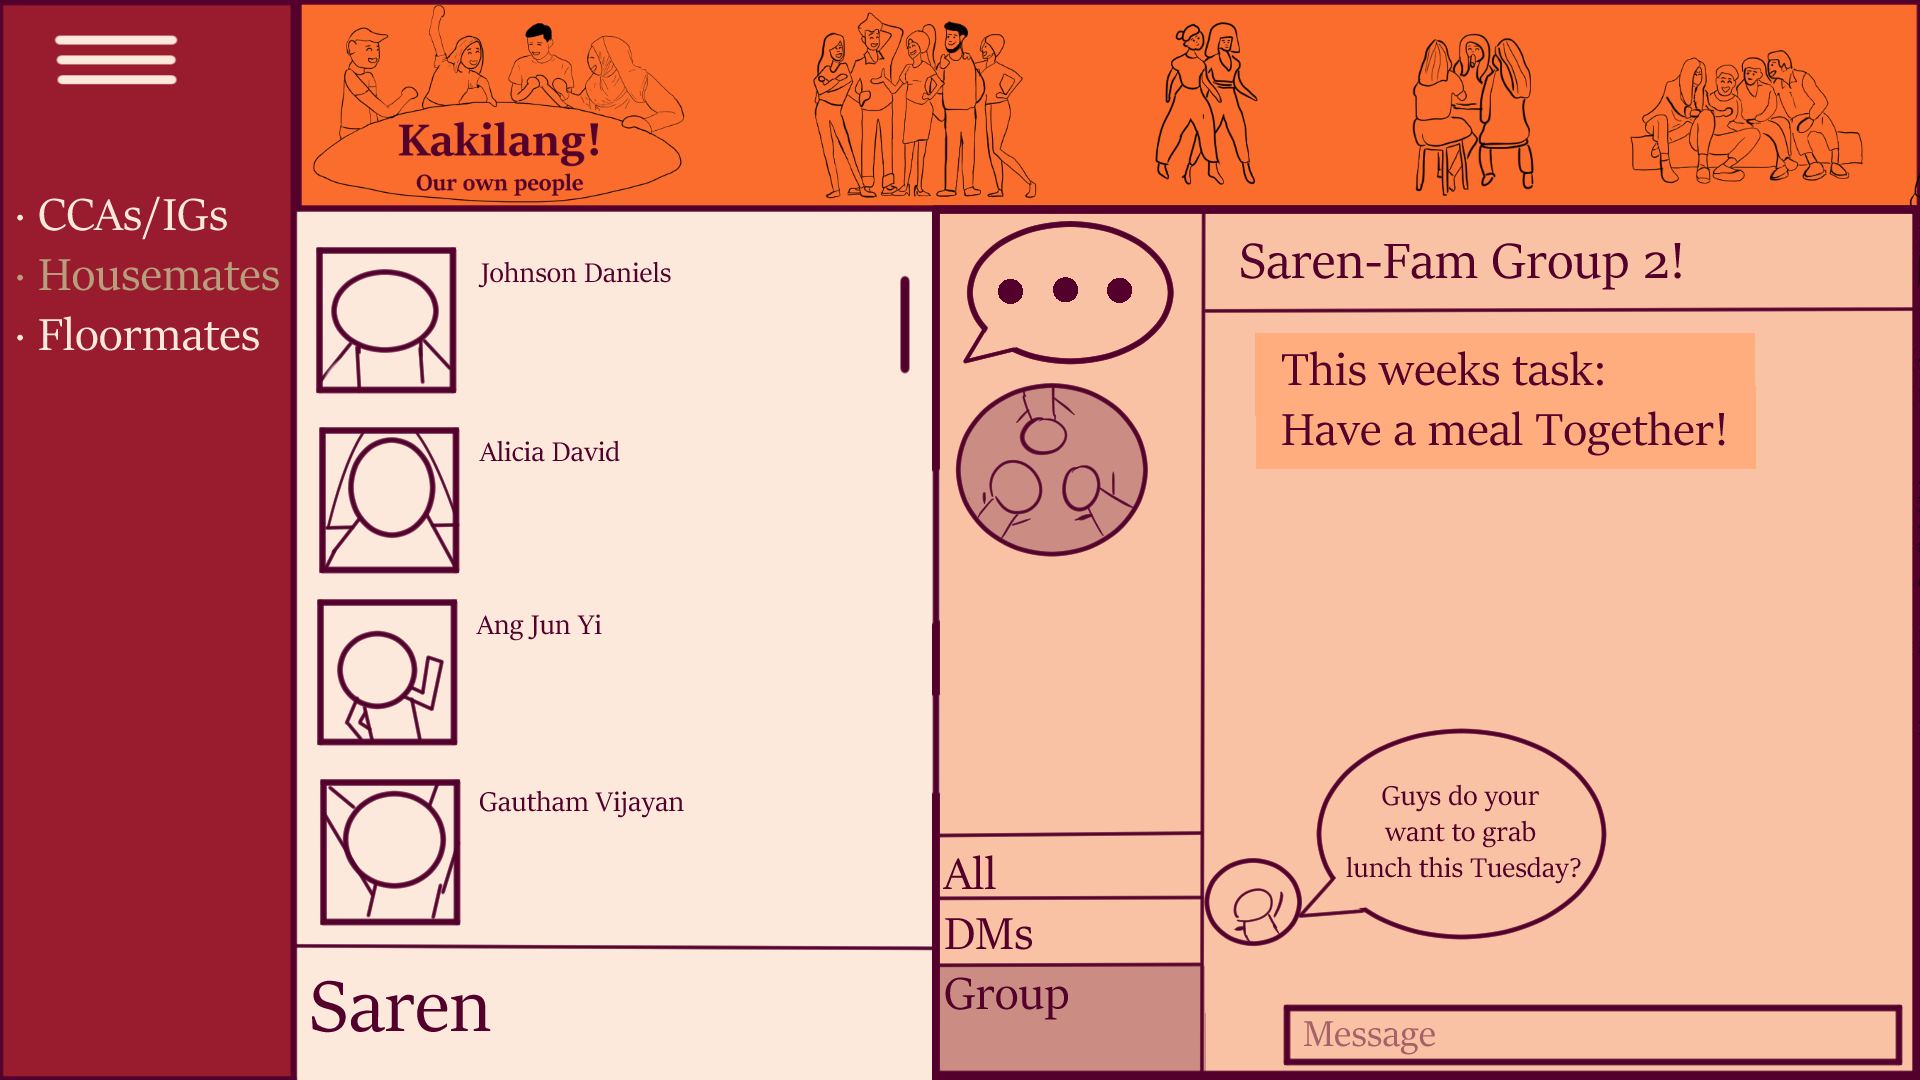 Kakilang!
Our own people
· CCAs/IGs
· Housemates
· Floormates
Johnson Daniels
Alicia David
Ang Jun Yi
Gautham Vijayan
Saren
All
DMs
Group
Saren-Fam Group 2!
This weeks task:
Have a meal Together!
Guys do your
want to grab
lunch this Tuesday?
Message